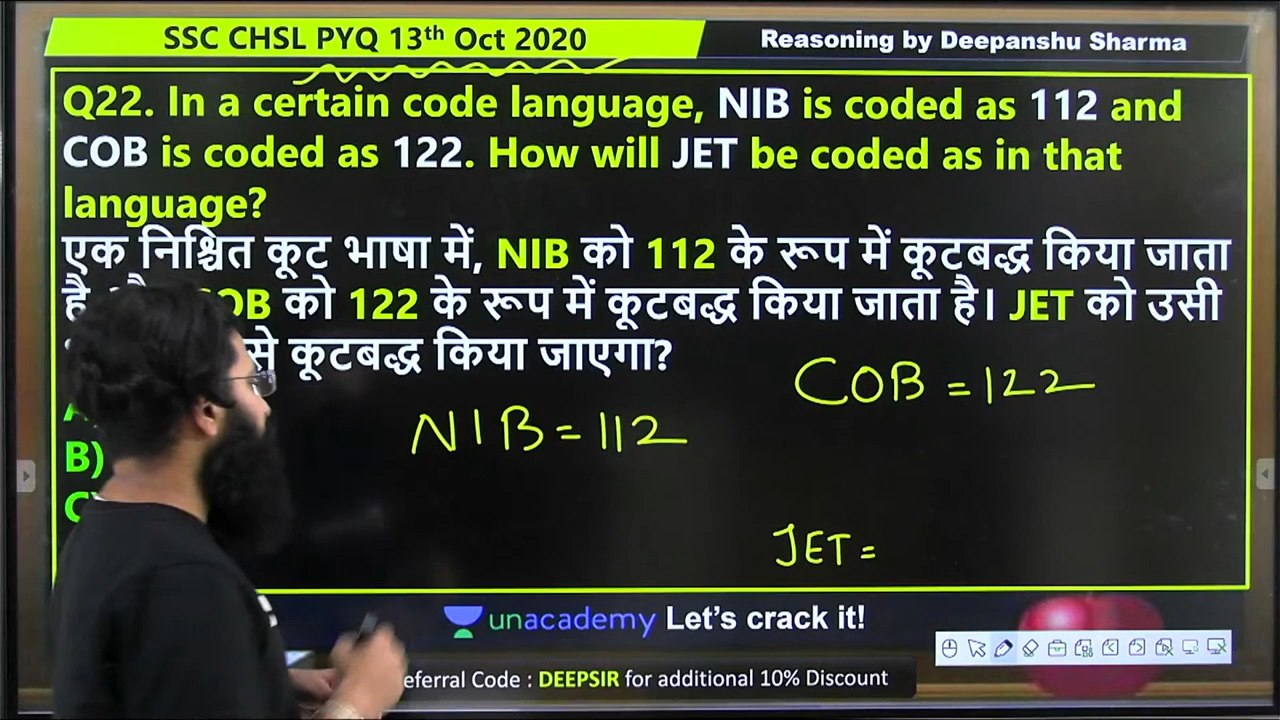 SSC CHSL PYQ 13th Oct 2020
Reasoning by Deepanshu Sharma
Q22. In a certain code language, NIB is coded as 112 and
COB is coded as 122. How will JET be coded as in that
language?
एक निश्चित कूट भाषा में, NIB को 112 के रूप में कूटबद्ध किया जाता
है को 122 के रूप में कूटबद्ध किया जाता है। JET को उसी
से कूटबद्ध किया जाएगा?
COB = 122
NIB = 112
B)
JET =
unacademy Let's crack it!
eferral Code : DEEPSIR for additional 10% Discount